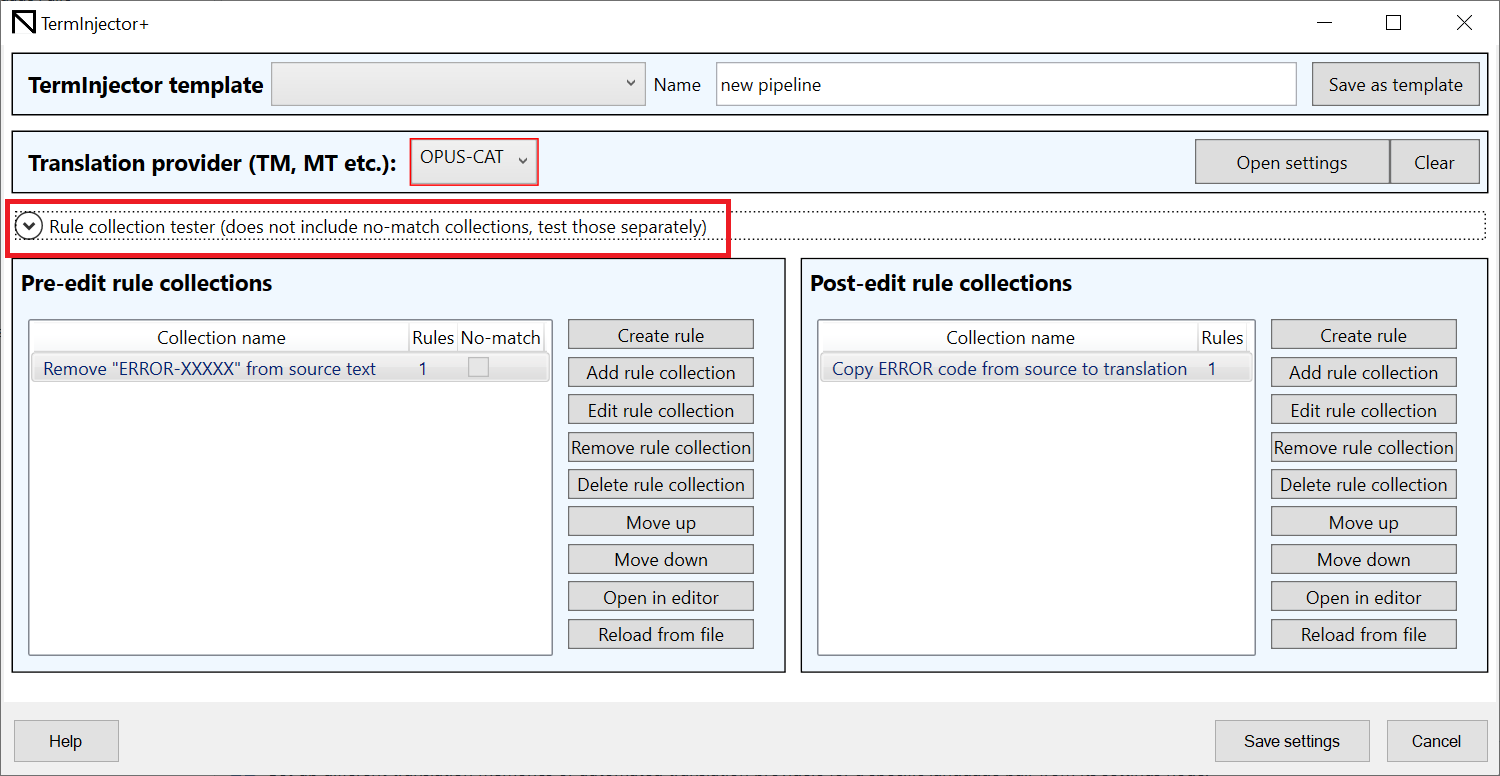 TermInjector+
TermInjector template
Name
new pipeline
Save as template
Translation provider (TM, MT etc.):
OPUS-CAT
Open settings
Clear
Rule collection tester (does not include no-match collections, test those separately)
Pre-edit rule collections
Collection name Rules No-match
Remove "ERROR-XXXXX" from source text 1
Create rule
Add rule collection
Edit rule collection
Remove rule collection
Delete rule collection
Move up
Move down
Open in editor
Reload from file
Post-edit rule collections
Collection name Rules
Copy ERROR code from source to translation 1
Create rule
Add rule collection
Edit rule collection
Remove rule collection
Delete rule collection
Move up
Move down
Open in editor
Reload from file
Help
Save settings
Cancel